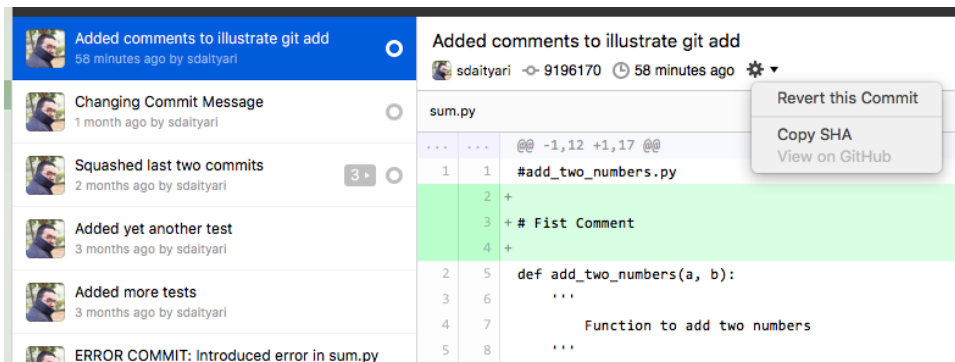 Added comments to illustrate git add
58 minutes ago by sdaityari
Changing Commit Message
1 month ago by sdaityari
Squashed last two commits
2 months ago by sdaityari
3
Added yet another test
3 months ago by sdaityari
Added more tests
3 months ago by sdaityari
ERROR COMMIT: Introduced error in sum.py
Added comments to illustrate git add
sdaityari 9196170 58 minutes ago
Revert this Commit
Copy SHA
View on GitHub
sum.py
... ... @@ -1,12 +1,17 @@
1 1 #add_two_numbers.py
2 +
3 +# Fist Comment
4 +
2 5 def add_two_numbers(a, b):
3 6 '''
4 7 Function to add two numbers
5 8 '''